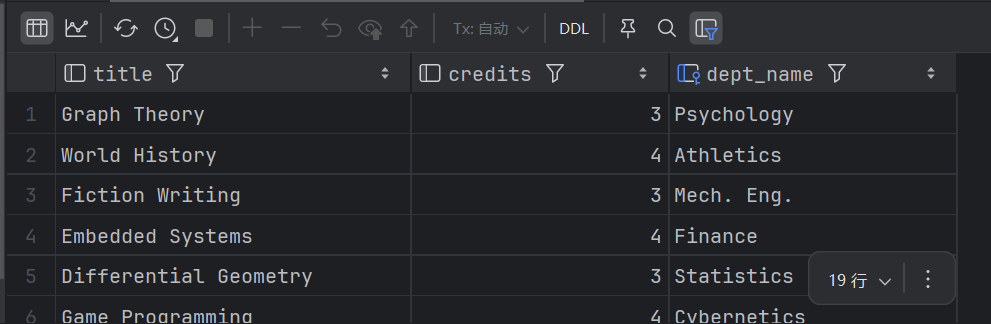 Tx: 自动 DDL
title credits dept_name
1 Graph Theory 3 Psychology
2 World History 4 Athletics
3 Fiction Writing 3 Mech. Eng.
4 Embedded Systems 4 Finance
5 Differential Geometry 3 Statistics
19 行
6 Game Programming 4 Cybernetics